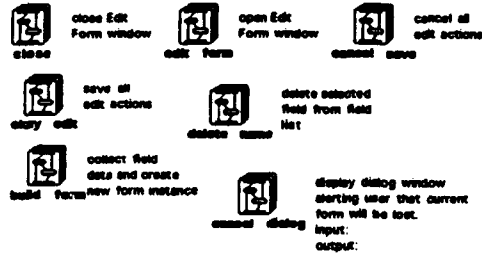 close Edit
Form window
close
open Edit
Form window
edit form
cancel all
edit actions
cancel save
save all
edit actions
okay edit
delete selected
field from field
list
delete name
collect field
data and create
new form instance
build form
display dialog window
alerting user that current
form will be lost.
input:
output:
cancel dialog